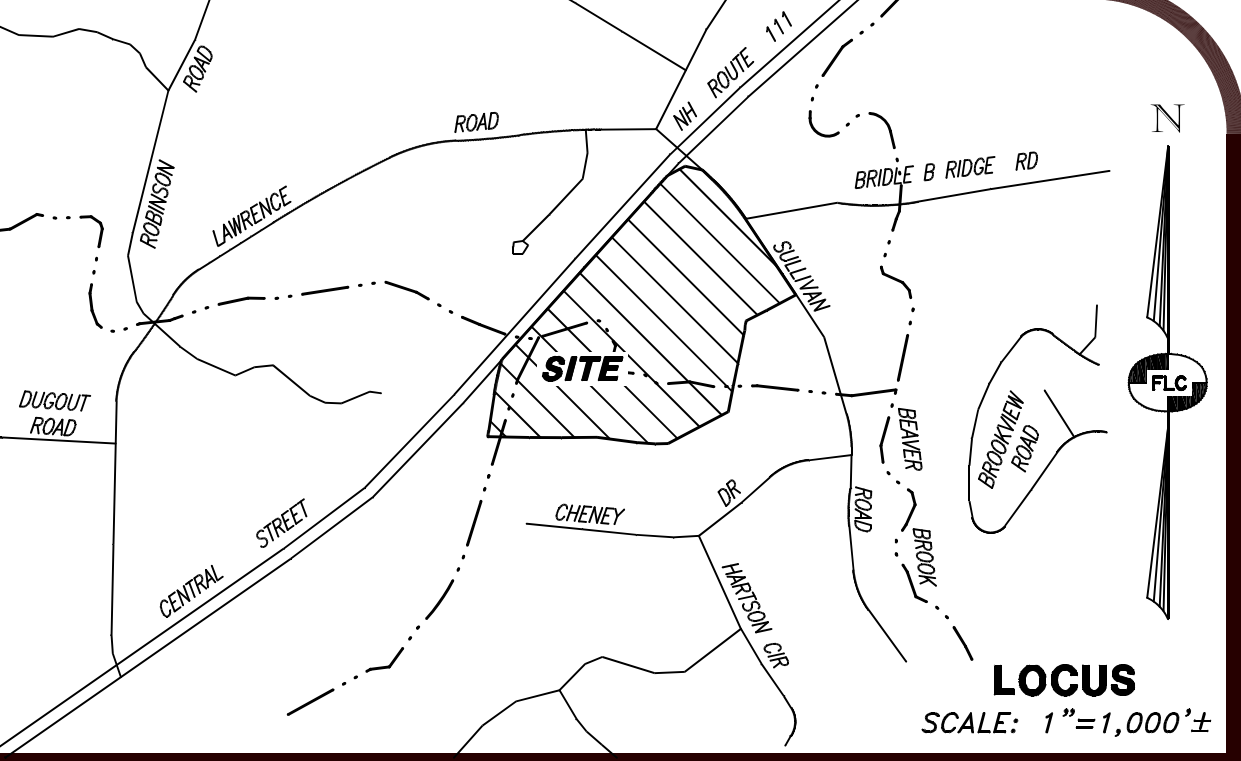 NH ROUTE 111
ROAD
ROAD
N
ROBINSON
LAWRENCE
BRIDLE B RIDGE RD
SULLIVAN
SITE
FLC
DUGOUT
ROAD
BROOKVIEW
ROAD
BEAVER
DR
ROAD
CHENEY
STREET
BROOK
CENTRAL
HARTSON CIR
LOCUS
SCALE: 1"=1,000'±